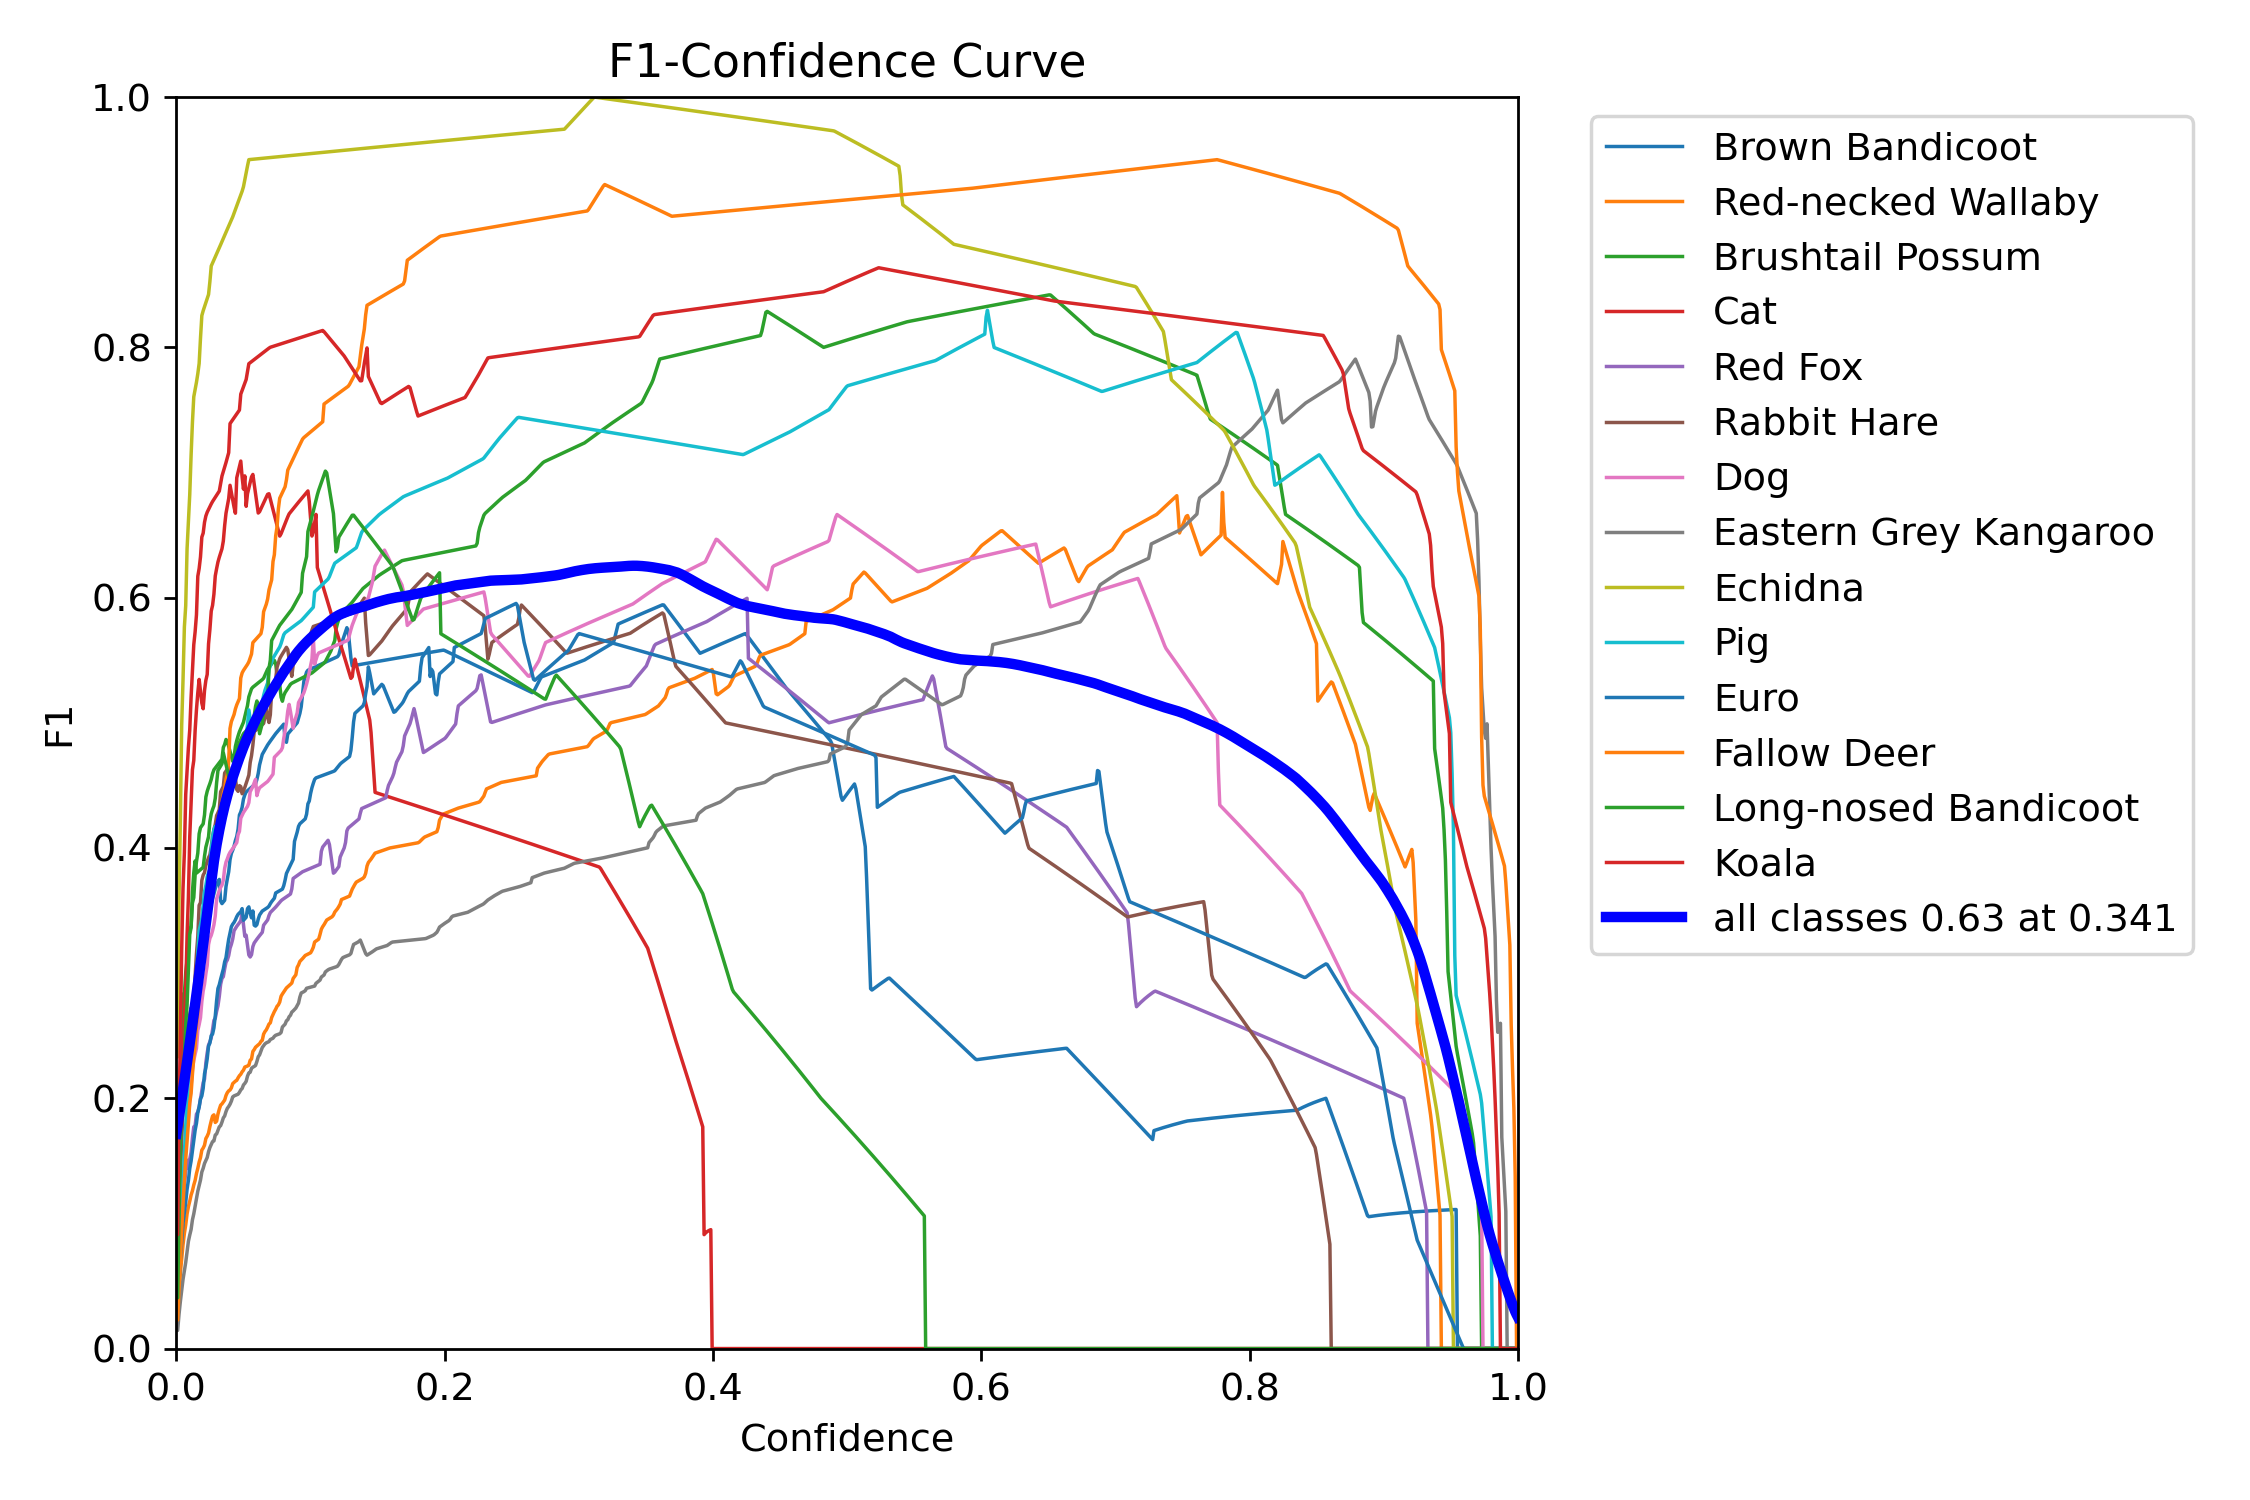 F1-Confidence Curve
1.0
0.8
0.6
0.4
0.2
0.0
F1
0.0 0.2 0.4 0.6 0.8 1.0
Confidence
Brown Bandicoot
Red-necked Wallaby
Brushtail Possum
Cat
Red Fox
Rabbit Hare
Dog
Eastern Grey Kangaroo
Echidna
Pig
Euro
Fallow Deer
Long-nosed Bandicoot
Koala
all classes 0.63 at 0.341